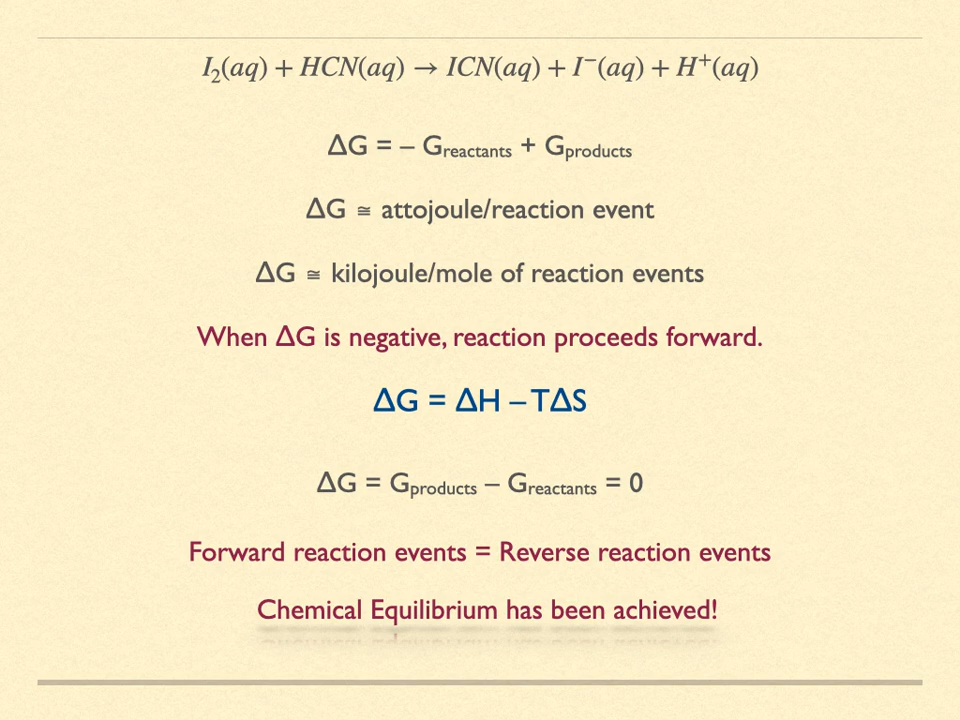 I₂(aq) + HCN(aq) → ICN(aq) + I⁻(aq) + H⁺(aq)
ΔG = – Greactants + Gproducts
ΔG ≅ attojoule/reaction event
ΔG ≅ kilojoule/mole of reaction events
When ΔG is negative, reaction proceeds forward.
ΔG = ΔH – TΔS
ΔG = Gproducts – Greactants = 0
Forward reaction events = Reverse reaction events
Chemical Equilibrium has been achieved!